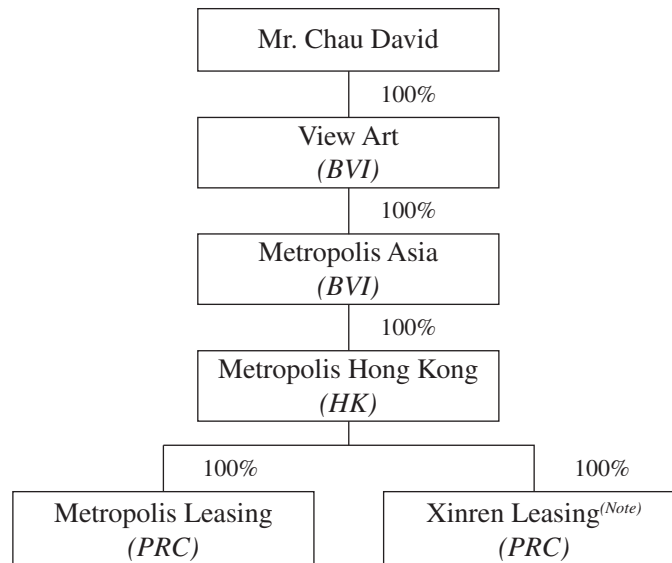 Mr. Chau David
100%
View Art
(BVI)
100%
Metropolis Asia
(BVI)
100%
Metropolis Hong Kong
(HK)
100%
100%
Metropolis Leasing
(PRC)
Xinren Leasing(Note)
(PRC)